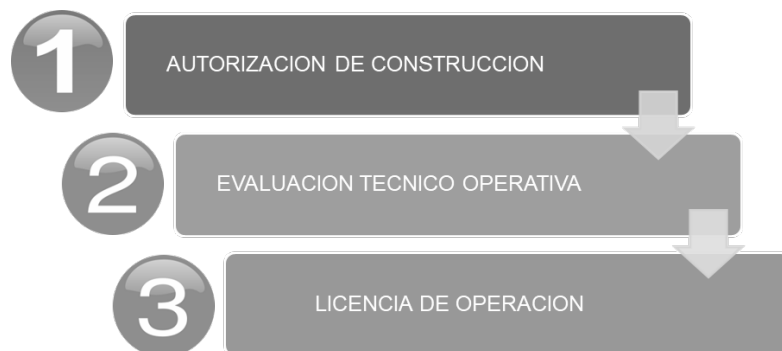 1
AUTORIZACION DE CONSTRUCCION
2
EVALUACION TECNICO OPERATIVA
3
LICENCIA DE OPERACION